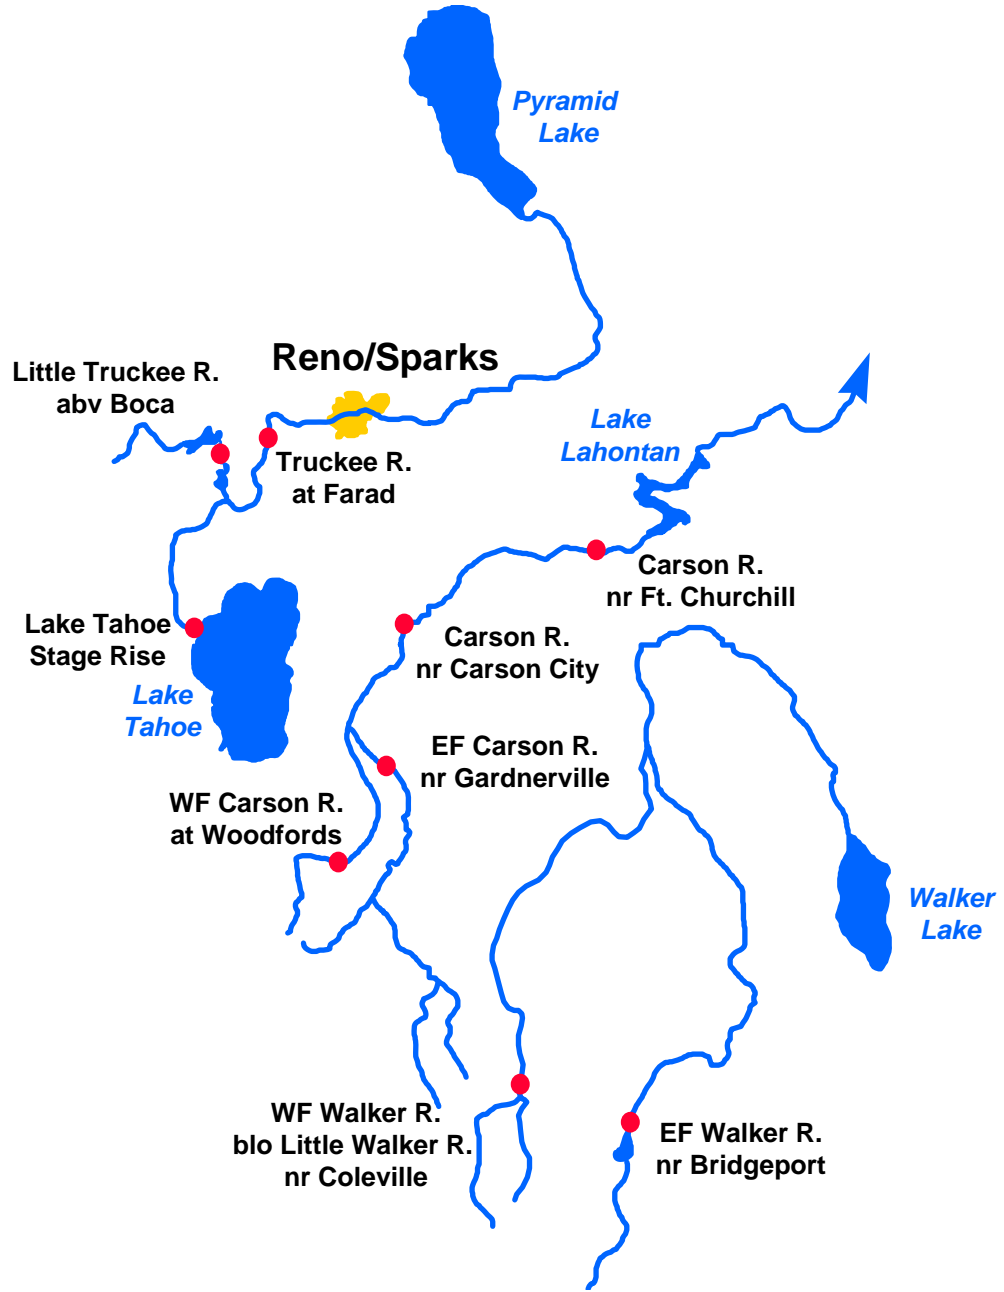 Pyramid
Lake
Reno/Sparks
Little Truckee R.
abv Boca
Lake
Lahontan
Truckee R.
at Farad
Carson R.
nr Ft. Churchill
Lake Tahoe
Stage Rise
Carson R.
nr Carson City
Lake
Tahoe
EF Carson R.
nr Gardnerville
WF Carson R.
at Woodfords
Walker
Lake
WF Walker R.
blo Little Walker R.
nr Coleville
EF Walker R.
nr Bridgeport